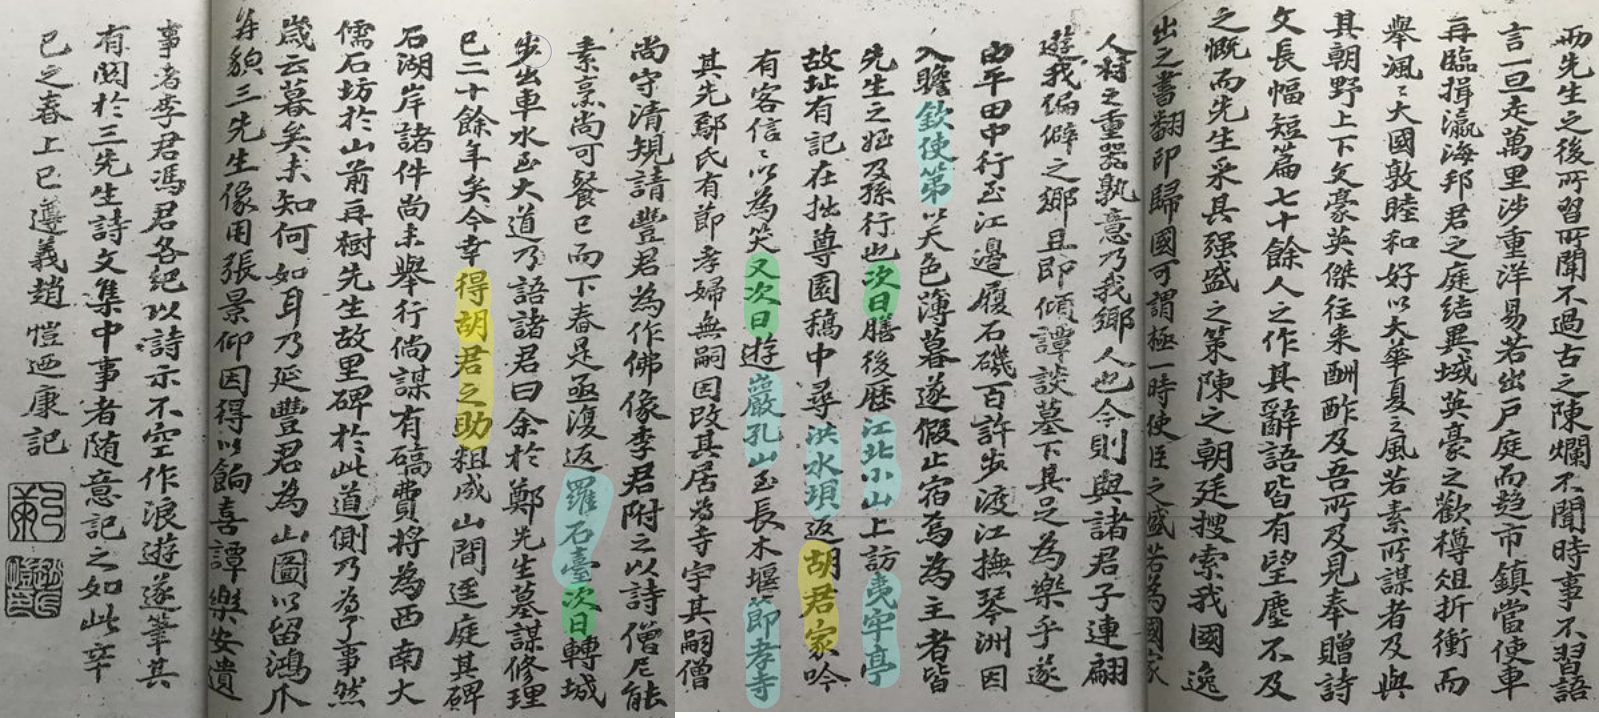 而先生之後所習所聞不過古之陳爛不聞時事不習語
言一旦走萬里涉重洋易若出戶庭而趋市鎮當使車
再臨揖瀛海邦君之庭結異域英豪之歡樽俎折衝而
舉渢〻大國敦睦和好以大華夏之風若素所謀者及與
其朝野上下文豪英傑往来酬酢及吾所及見奉贈詩
文長幅短篇七十餘人之作其辭語皆有望塵不及
之慨而先生采其强盛之策陳之朝廷搜索我國逸
出之書翻印歸國可謂極一時使臣之盛若為國家
人材之重器孰意乃我鄉人也今則與諸君子連翩
遊我偏僻之鄉且即傾譚談墓下其足為樂乎遂
由平田中行至江邊履石磯百許步渡江撫琴洲因
入瞻欽使第以天色薄暮遂假止宿焉為主者皆
先生之姪及孫行也次日膳後歷江北小山上訪夷牢亭
故址有記在拙尊園稿中尋洪水垻返胡君家吟
有客信〻以為笑又次日遊巖孔山至長木堰節孝寺
其先鄢氏有節孝婦無嗣因改其居為寺宇其嗣僧
尚守清規請豐君為作佛像李君附之以詩僧尼能
素烹尚可餐已而下舂是亟復返羅石臺次日轉城
步出車水至大道乃語諸君曰余於鄭先生墓謀修理
已二十餘年矣今幸得胡君之助粗成山間逕庭其碑
石湖岸諸件尚未舉行倘謀有碻費將為西南大
儒石坊於山前再樹先生故里碑於此道側乃為了事然
歲云暮矣未知何如耳乃延豐君為山圖以留鴻爪
并貌三先生像用張景仰因得以餉喜譚樂安遺
事者李君馮君各紀以詩示不空作浪遊遂筆其
有關於三先生詩文集中事者随意記之如此辛
巳之春上巳遵義趙愷迺康記